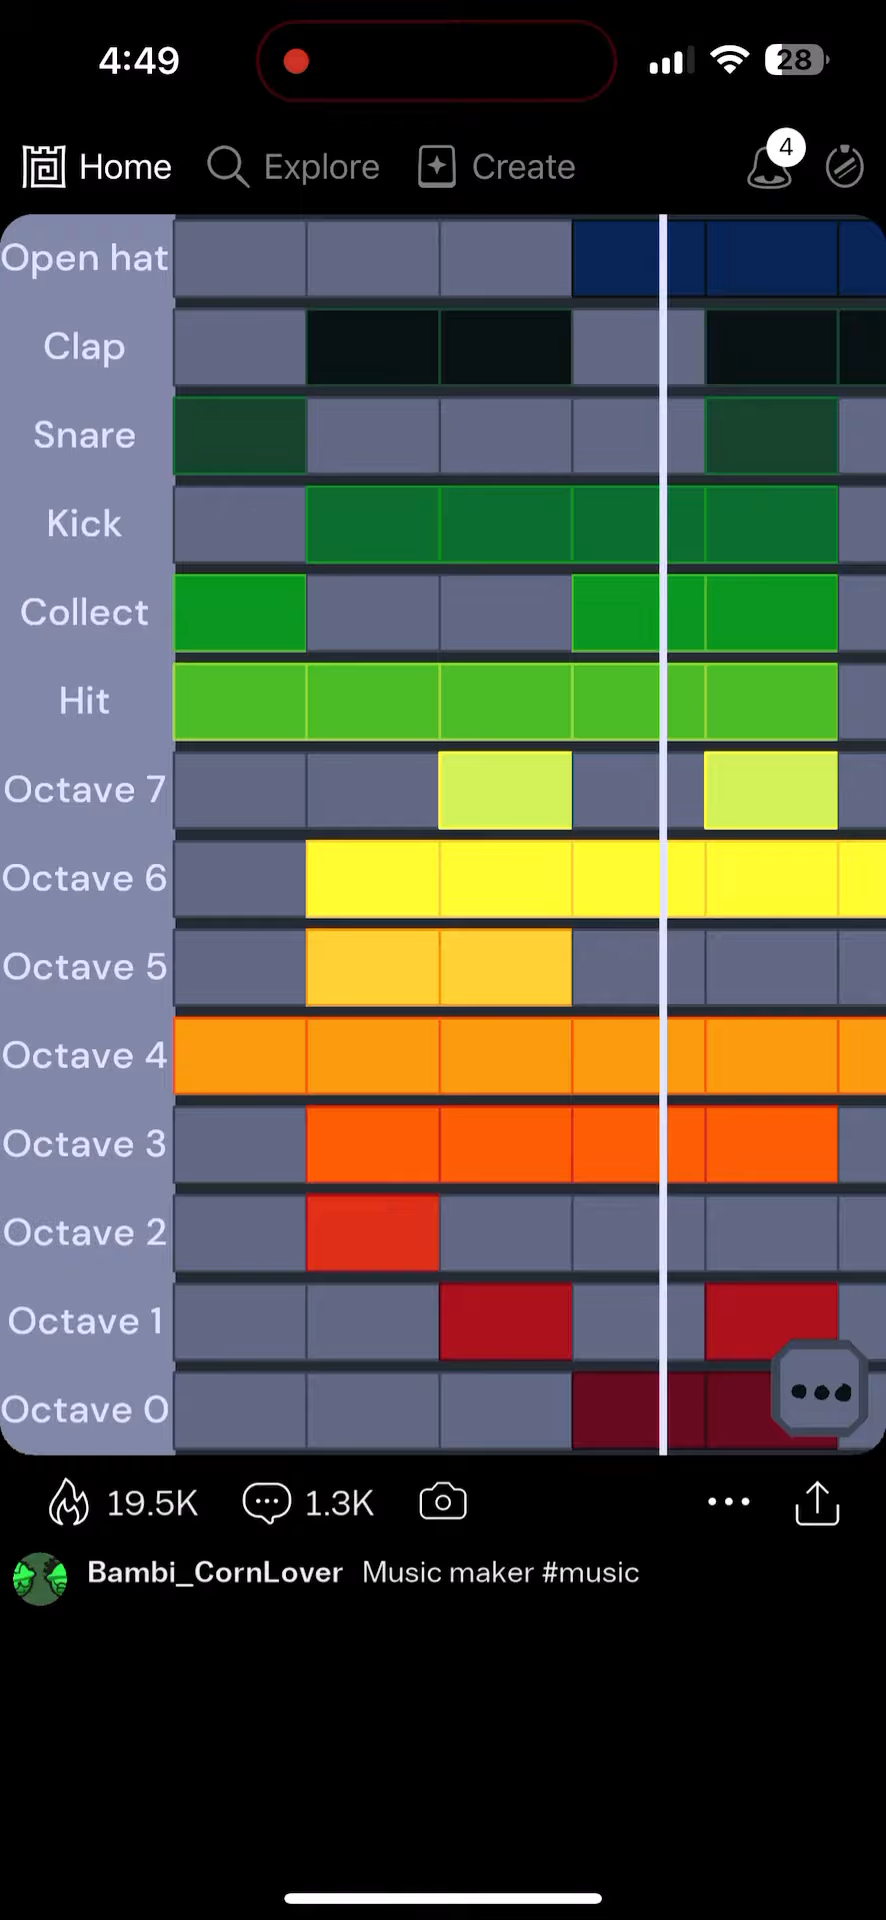 4:49 28
Home Explore Create 4
Open hat
Clap
Snare
Kick
Collect
Hit
Octave 7
Octave 6
Octave 5
Octave 4
Octave 3
Octave 2
Octave 1
Octave 0
19.5K 1.3K
Bambi_CornLover Music maker #music